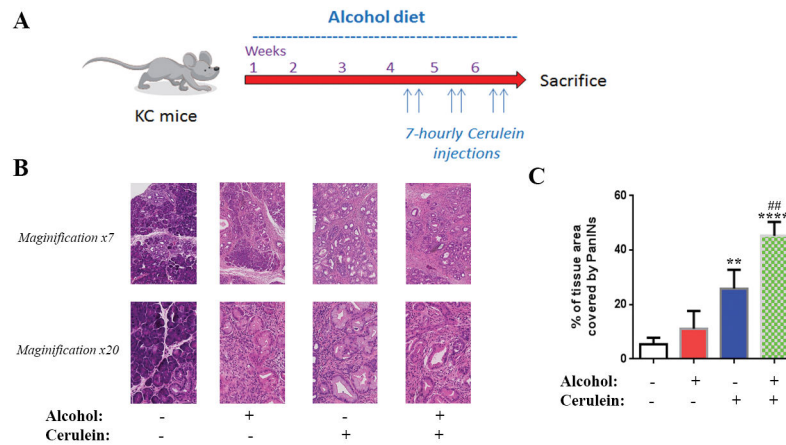 A
Alcohol diet
Weeks
1 2 3 4 5 6
Sacrifice
KC mice
7-hourly Cerulein
injections
B
Maginification x7
Maginification x20
Alcohol: - + - +
Cerulein: - - + +
C
% of tissue area
covered by PanINs
60
40
20
0
**
##
****
Alcohol: - + - +
Cerulein: - - + +